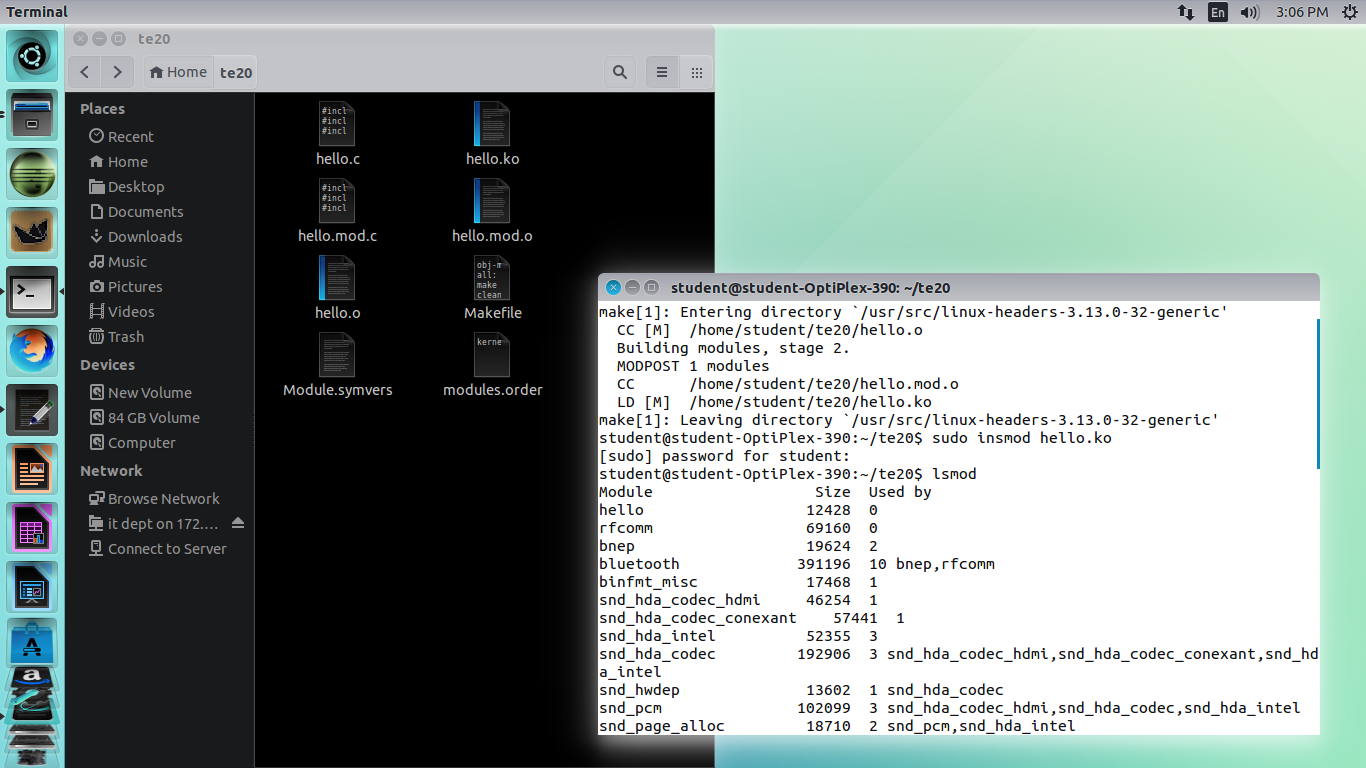 Terminal
En
3:06 PM
te20
Home
te20
Places
Recent
Home
Desktop
Documents
Downloads
Music
Pictures
Videos
Trash
Devices
New Volume
84 GB Volume
Computer
Network
Browse Network
it dept on 172....
Connect to Server
#incl
#incl
#incl
hello.c
hello.ko
#incl
#incl
#incl
hello.mod.c
hello.mod.o
hello.o
obj-m
all:
make
clean
Makefile
Module.symvers
kerne
modules.order
student@student-OptiPlex-390: ~/te20
make[1]: Entering directory `/usr/src/linux-headers-3.13.0-32-generic'
CC [M]  /home/student/te20/hello.o
Building modules, stage 2.
MODPOST 1 modules
CC      /home/student/te20/hello.mod.o
LD [M]  /home/student/te20/hello.ko
make[1]: Leaving directory `/usr/src/linux-headers-3.13.0-32-generic'
student@student-OptiPlex-390:~/te20$ sudo insmod hello.ko
[sudo] password for student:
student@student-OptiPlex-390:~/te20$ lsmod
Module                  Size  Used by
hello                  12428  0
rfcomm                 69160  0
bnep                   19624  2
bluetooth             391196  10 bnep,rfcomm
binfmt_misc            17468  1
snd_hda_codec_hdmi     46254  1
snd_hda_codec_conexant    57441  1
snd_hda_intel          52355  3
snd_hda_codec         192906  3 snd_hda_codec_hdmi,snd_hda_codec_conexant,snd_hd
a_intel
snd_hwdep              13602  1 snd_hda_codec
snd_pcm               102099  3 snd_hda_codec_hdmi,snd_hda_codec,snd_hda_intel
snd_page_alloc         18710  2 snd_pcm,snd_hda_intel